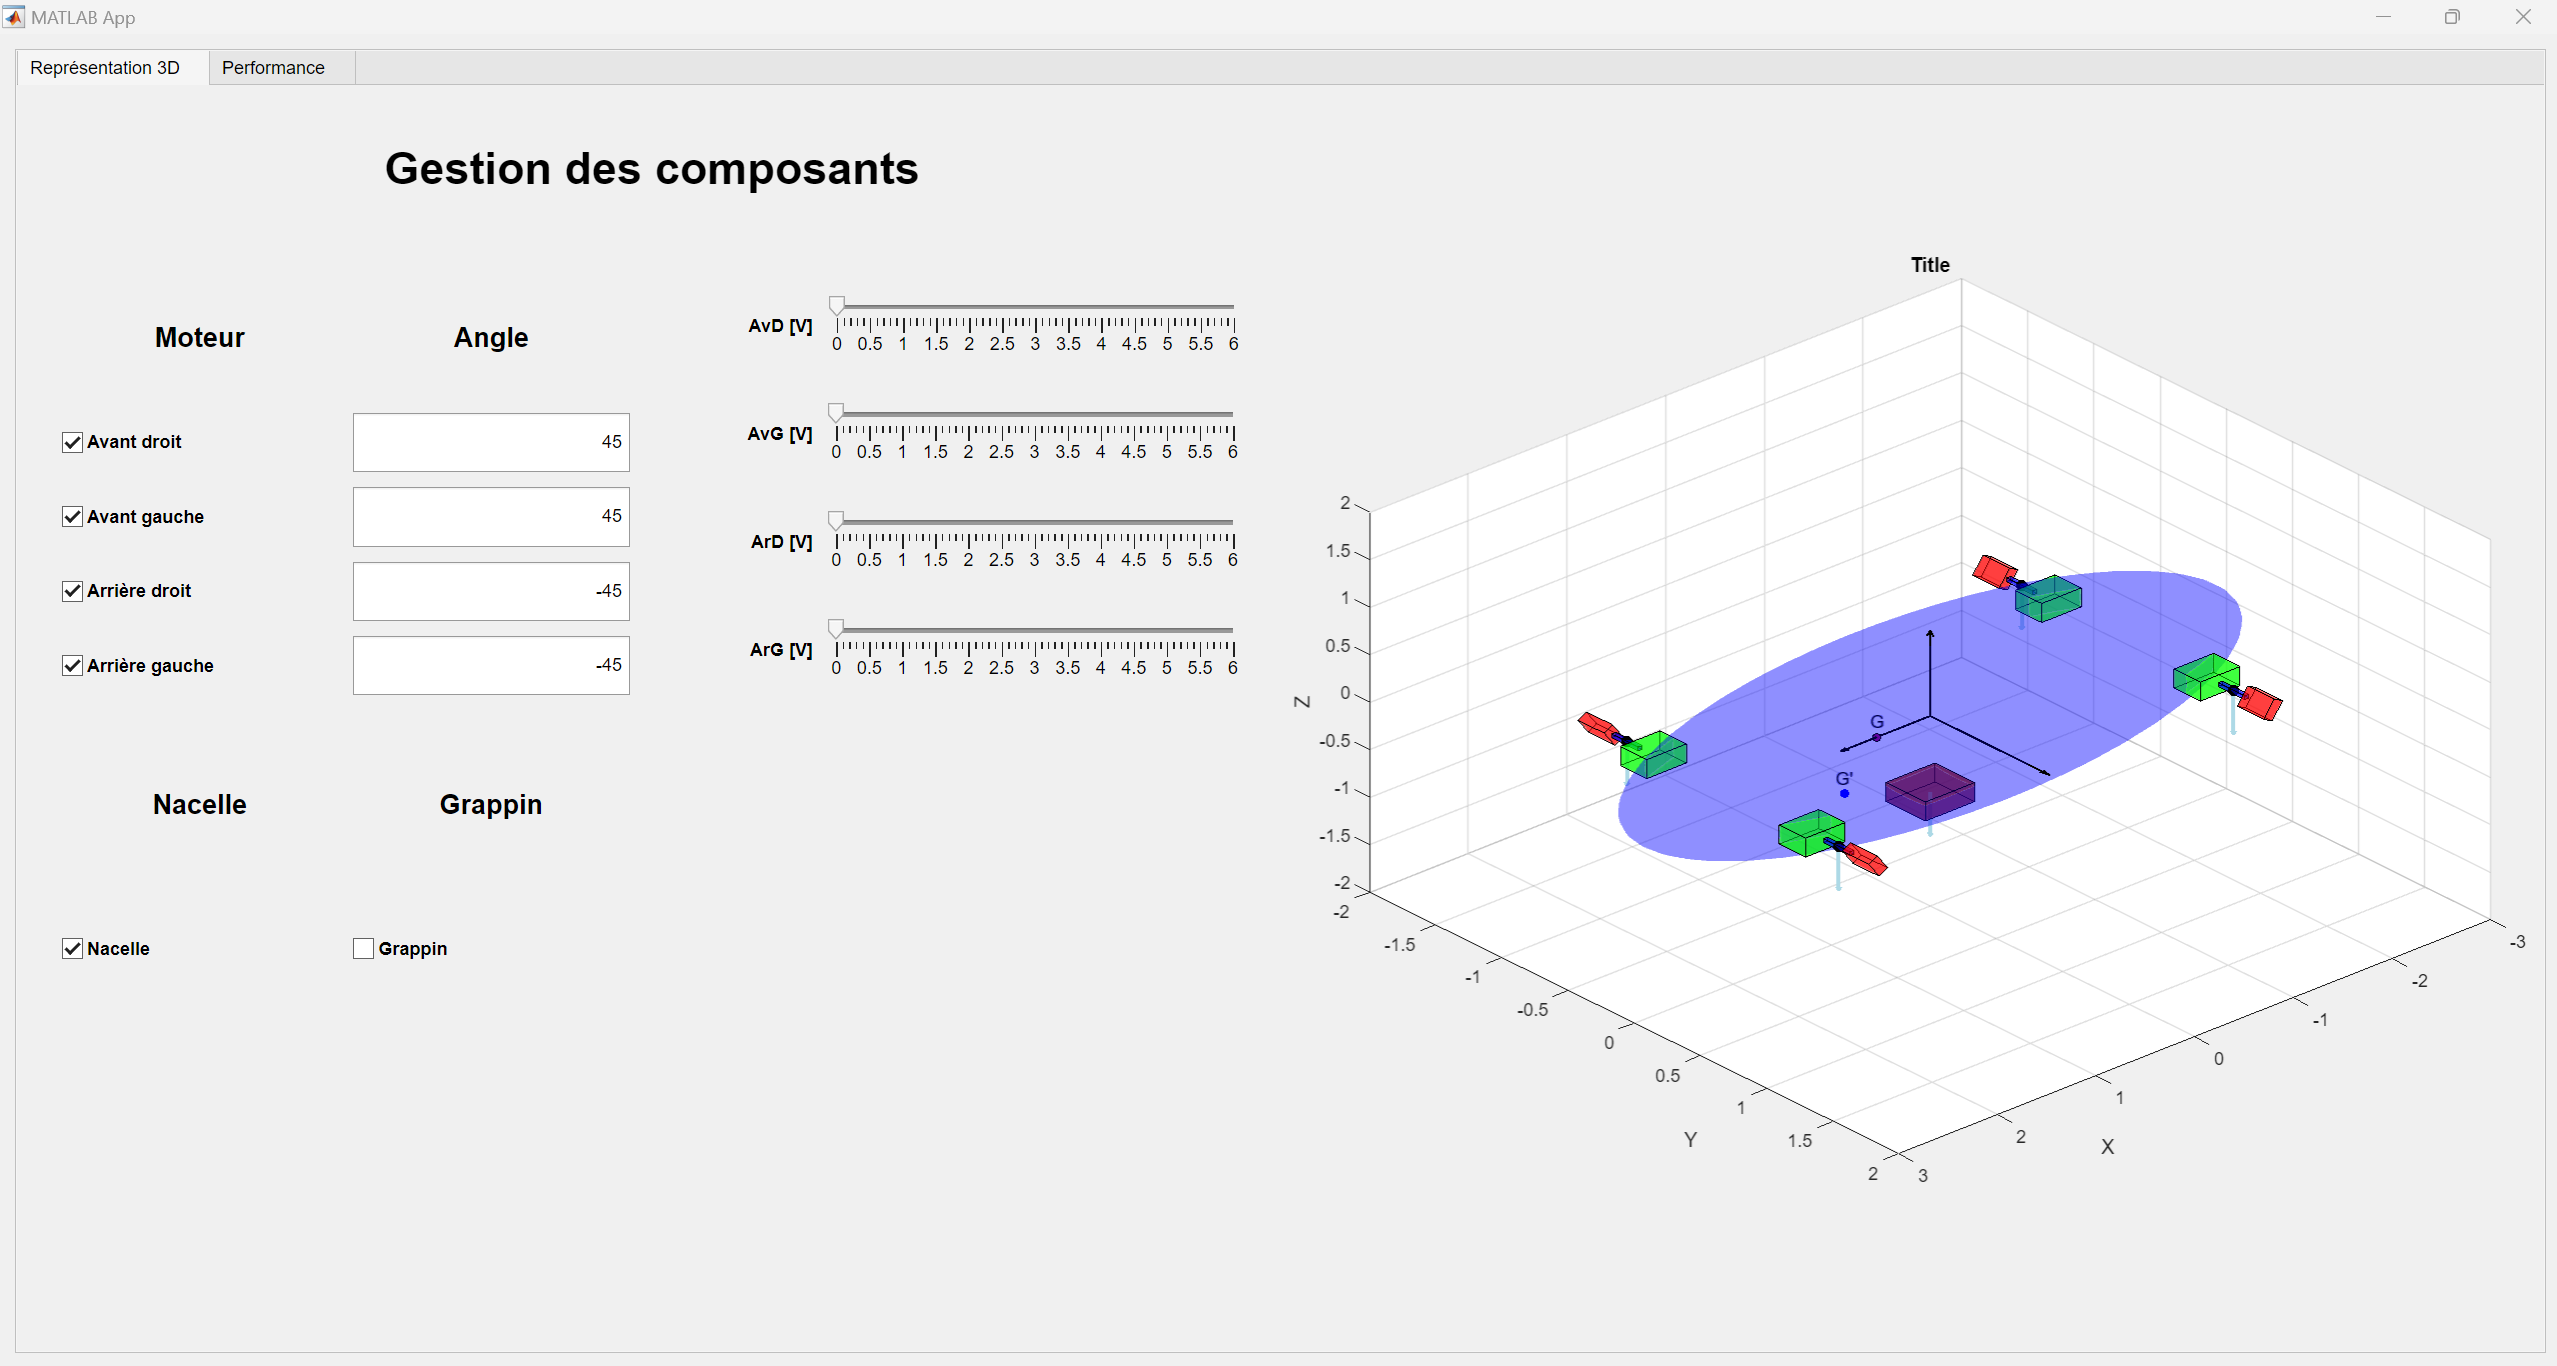 MATLAB App
Représentation 3D
Performance
Gestion des composants
Moteur
Angle
Avant droit
45
Avant gauche
45
Arrière droit
-45
Arrière gauche
-45
Nacelle
Grappin
Nacelle
Grappin
AvD [V]
0 0.5 1 1.5 2 2.5 3 3.5 4 4.5 5 5.5 6
AvG [V]
0 0.5 1 1.5 2 2.5 3 3.5 4 4.5 5 5.5 6
ArD [V]
0 0.5 1 1.5 2 2.5 3 3.5 4 4.5 5 5.5 6
ArG [V]
0 0.5 1 1.5 2 2.5 3 3.5 4 4.5 5 5.5 6
Title
2
1.5
1
0.5
0
-0.5
-1
-1.5
-2
Z
G
G'
-2
-1.5
-1
-0.5
0
0.5
1
1.5
2
Y
-3
-2
-1
0
1
2
3
X